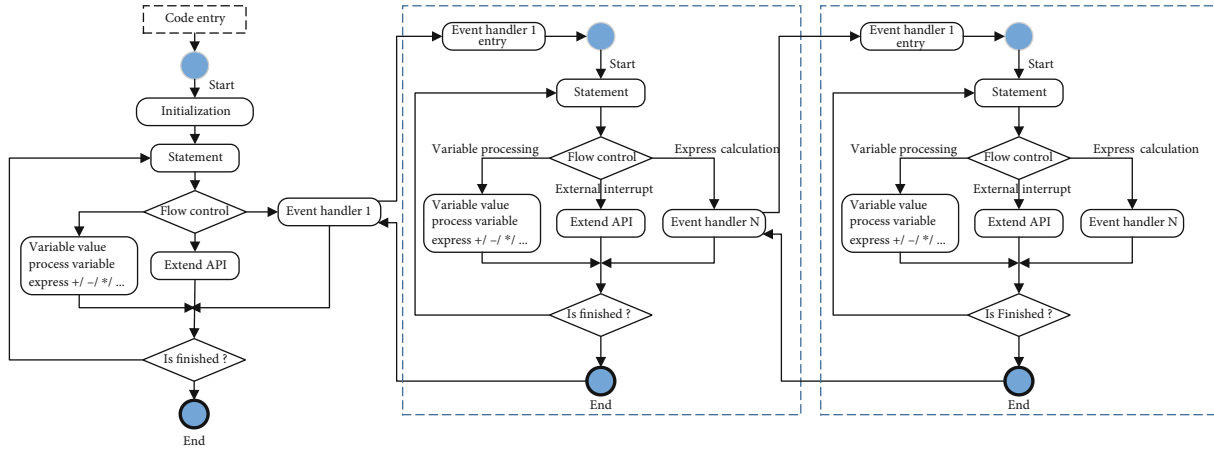 Code entry
Start
Initialization
Statement
Flow control
Event handler 1
Variable value
process variable
express +/ –/ */ ...
Extend API
Is finished ?
End
Event handler 1
entry
Start
Statement
Variable processing
Flow control
Express calculation
External interrupt
Variable value
process variable
express +/ –/ */ ...
Extend API
Event handler N
Is finished ?
End
Event handler 1
entry
Start
Statement
Variable processing
Flow control
Express calculation
External interrupt
Variable value
process variable
express +/ –/ */ ...
Extend API
Event handler N
Is Finished ?
End